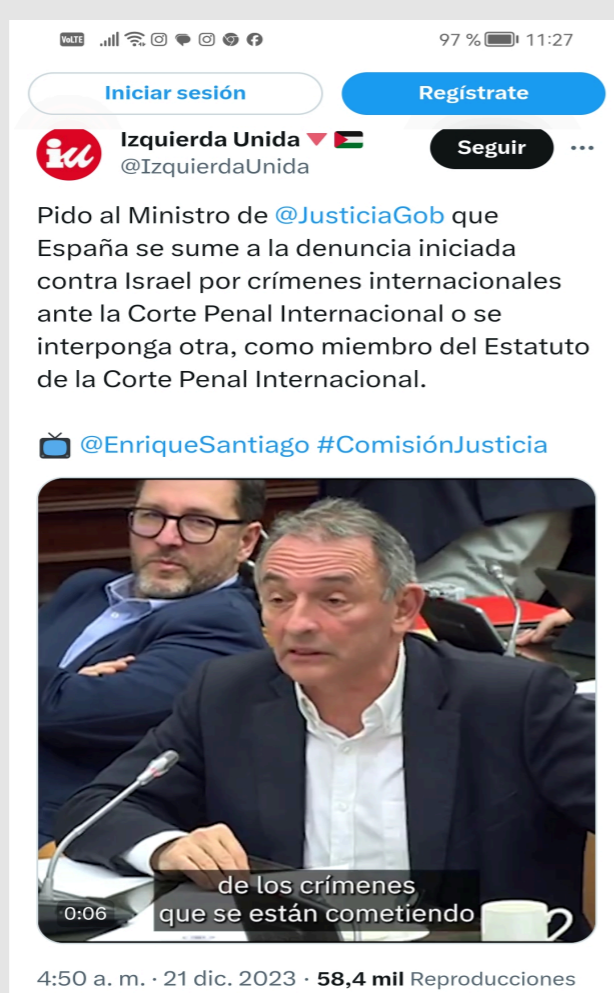 VoLTE 97 % 11:27
Iniciar sesión Regístrate
iu Izquierda Unida
@IzquierdaUnida
Seguir
Pido al Ministro de @JusticiaGob que
España se sume a la denuncia iniciada
contra Israel por crímenes internacionales
ante la Corte Penal Internacional o se
interponga otra, como miembro del Estatuto
de la Corte Penal Internacional.
@EnriqueSantiago #ComisiónJusticia
de los crímenes
que se están cometiendo
0:06
4:50 a. m. · 21 dic. 2023 · 58,4 mil Reproducciones